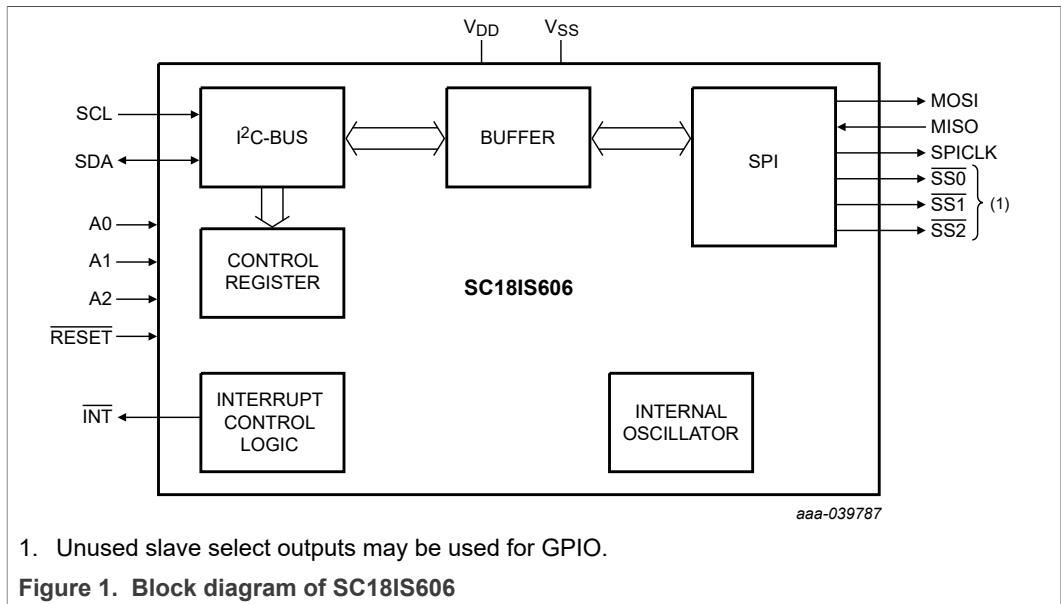 VDD VSS
SCL
SDA
A0
A1
A2
RESET
INT
I2C-BUS
BUFFER
SPI
CONTROL
REGISTER
SC18IS606
INTERRUPT
CONTROL
LOGIC
INTERNAL
OSCILLATOR
MOSI
MISO
SPICLK
SS0
SS1
SS2
(1)
aaa-039787
1. Unused slave select outputs may be used for GPIO.
Figure 1. Block diagram of SC18IS606